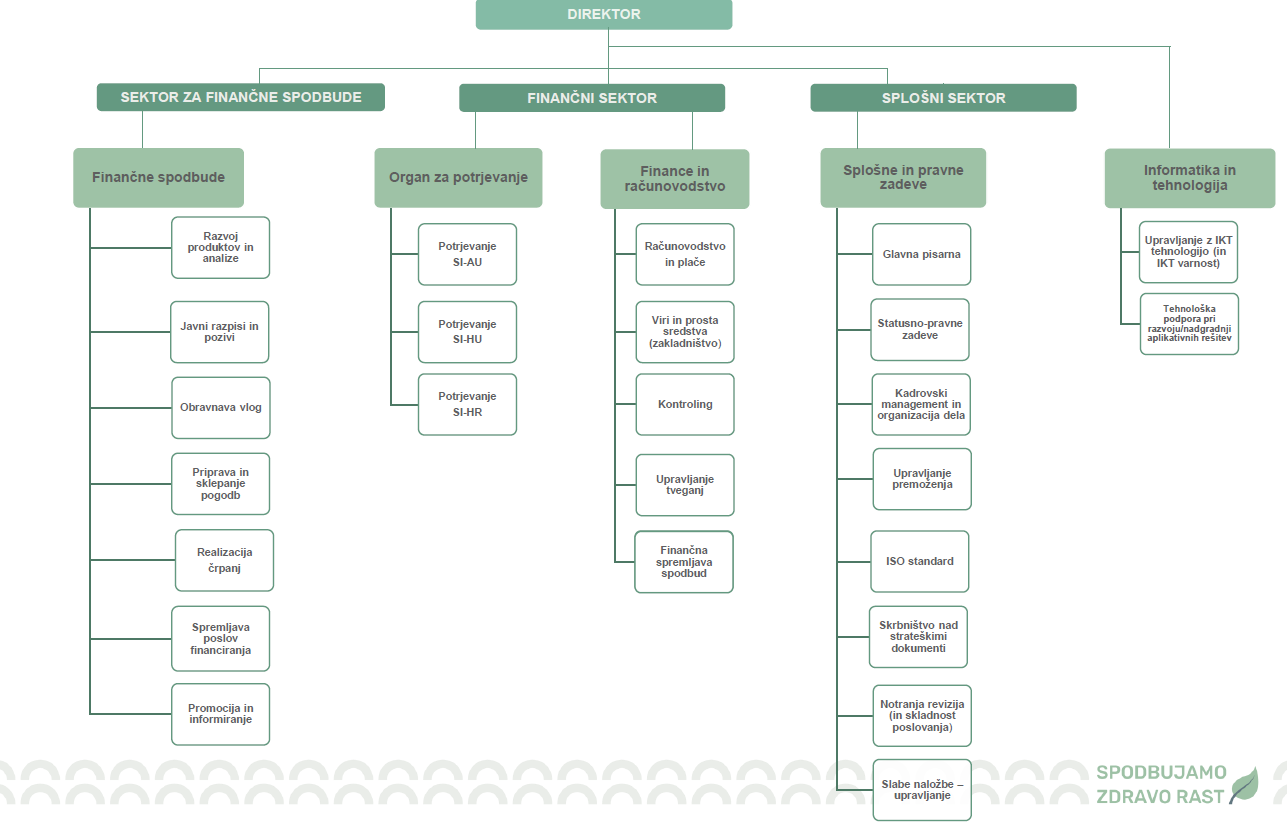 DIREKTOR
SEKTOR ZA FINANČNE SPODBUDE
FINANČNI SEKTOR
SPLOŠNI SEKTOR
Finančne spodbude
Razvoj
produktov in
analize
Javni razpisi in
pozivi
Obravnava vlog
Priprava in
sklepanje
pogodb
Realizacija
črpanj
Spremljava
poslov
financiranja
Promocija in
informiranje
Organ za potrjevanje
Potrjevanje
SI-AU
Potrjevanje
SI-HU
Potrjevanje
SI-HR
Finance in
računovodstvo
Računovodstvo
in plače
Viri in prosta
sredstva
(zakladništvo)
Kontroling
Upravljanje
tveganj
Finančna
spremljava
spodbud
Splošne in pravne
zadeve
Glavna pisarna
Statusno-pravne
zadeve
Kadrovski
management in
organizacija dela
Upravljanje
premoženja
ISO standard
Skrbništvo nad
strateškimi
dokumenti
Notranja revizija
(in skladnost
poslovanja)
Slabe naložbe –
upravljanje
Informatika in
tehnologija
Upravljanje z IKT
tehnologijo (in
IKT varnost)
Tehnološka
podpora pri
razvoju/nadgradnji
aplikativnih rešitev
SPODBUJAMO
ZDRAVO RAST